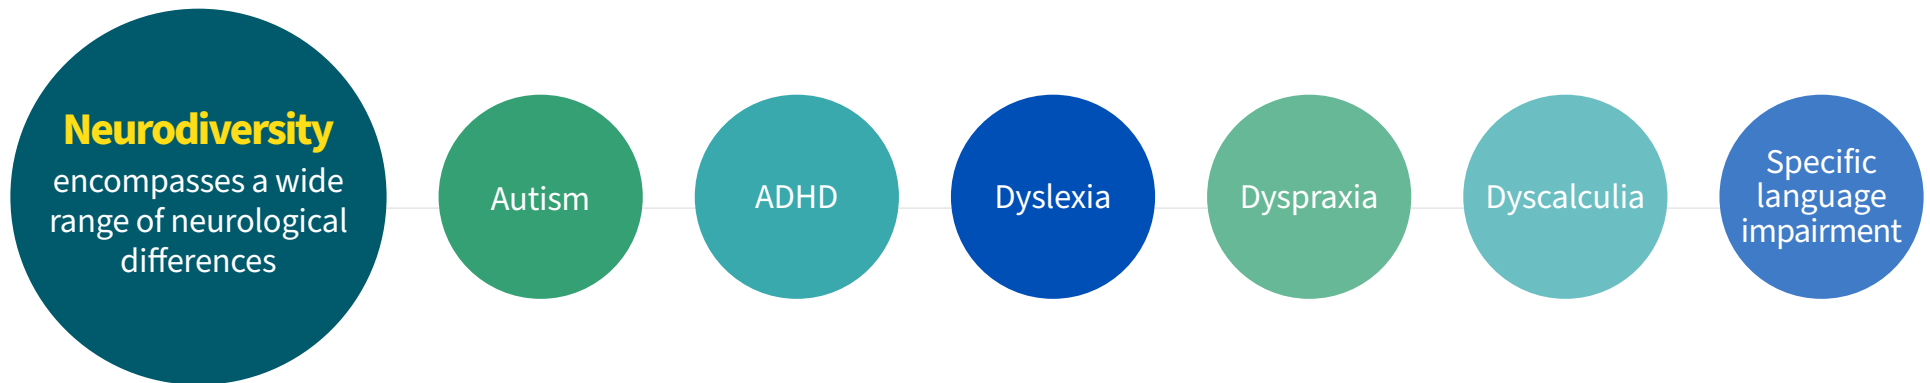 Neurodiversity
encompasses a wide
range of neurological
differences
Autism
ADHD
Dyslexia
Dyspraxia
Dyscalculia
Specific
language
impairment